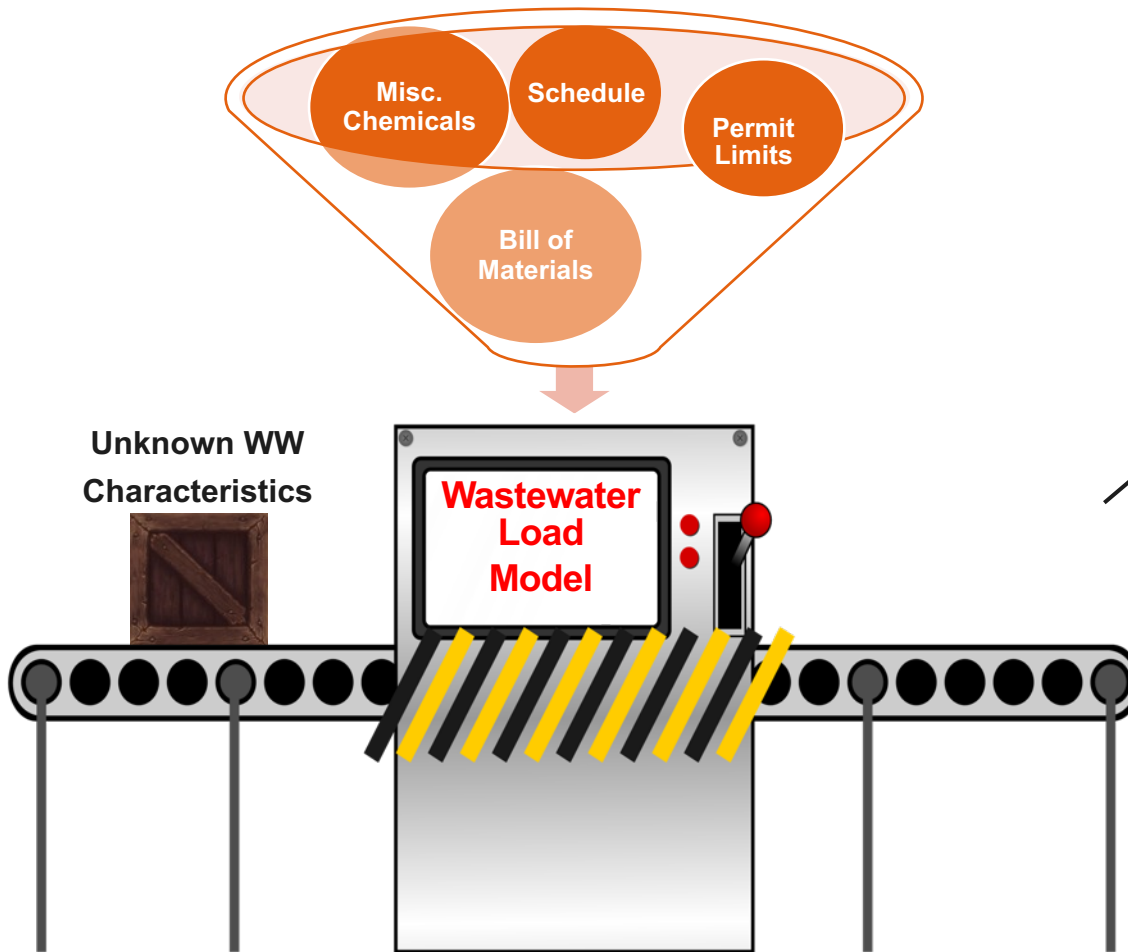 Misc.
Chemicals
Schedule
Permit
Limits
Bill of
Materials
Unknown WW
Characteristics
Wastewater
Load
Model